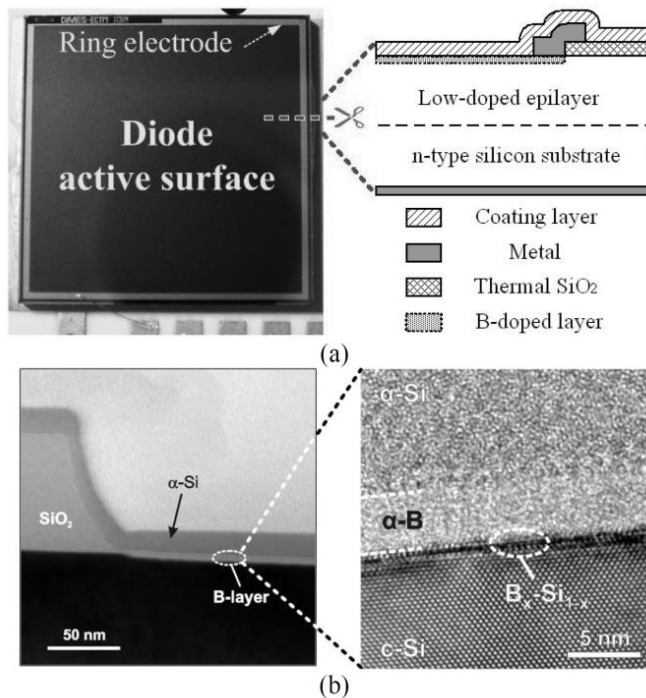 DIMES-ECTM
Ring electrode
Diode
active surface
Low-doped epilayer
n-type silicon substrate
Coating layer
Metal
Thermal SiO₂
B-doped layer
(a)
α-Si
SiO₂
B-layer
50 nm
α-Si
α-B
Bₓ-Si₁₋ₓ
c-Si
5 nm
(b)